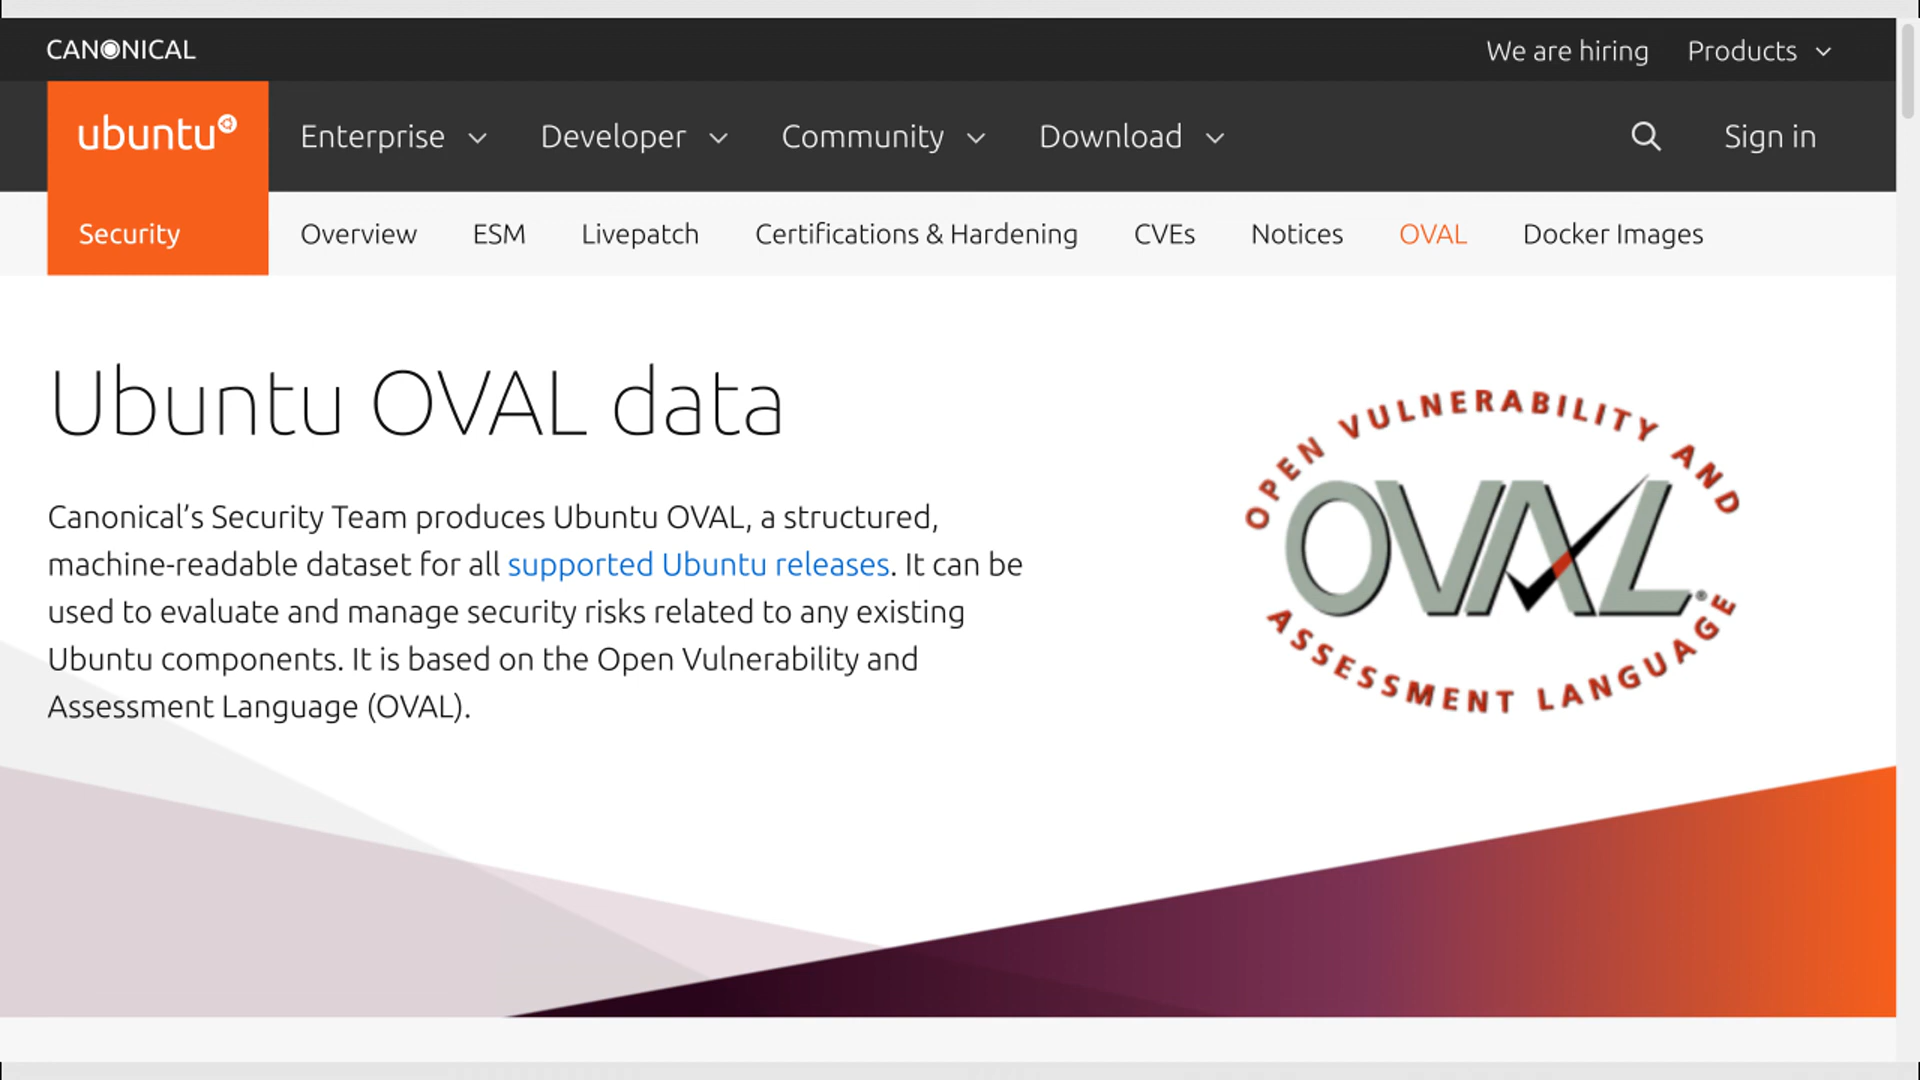 CANONICAL
We are hiring
Products
ubuntu
Enterprise
Developer
Community
Download
Sign in
Security
Overview
ESM
Livepatch
Certifications & Hardening
CVEs
Notices
OVAL
Docker Images
Ubuntu OVAL data
Canonical’s Security Team produces Ubuntu OVAL, a structured,
machine-readable dataset for all supported Ubuntu releases. It can be
used to evaluate and manage security risks related to any existing
Ubuntu components. It is based on the Open Vulnerability and
Assessment Language (OVAL).
OPEN VULNERABILITY AND
OVAL®
ASSESSMENT LANGUAGE